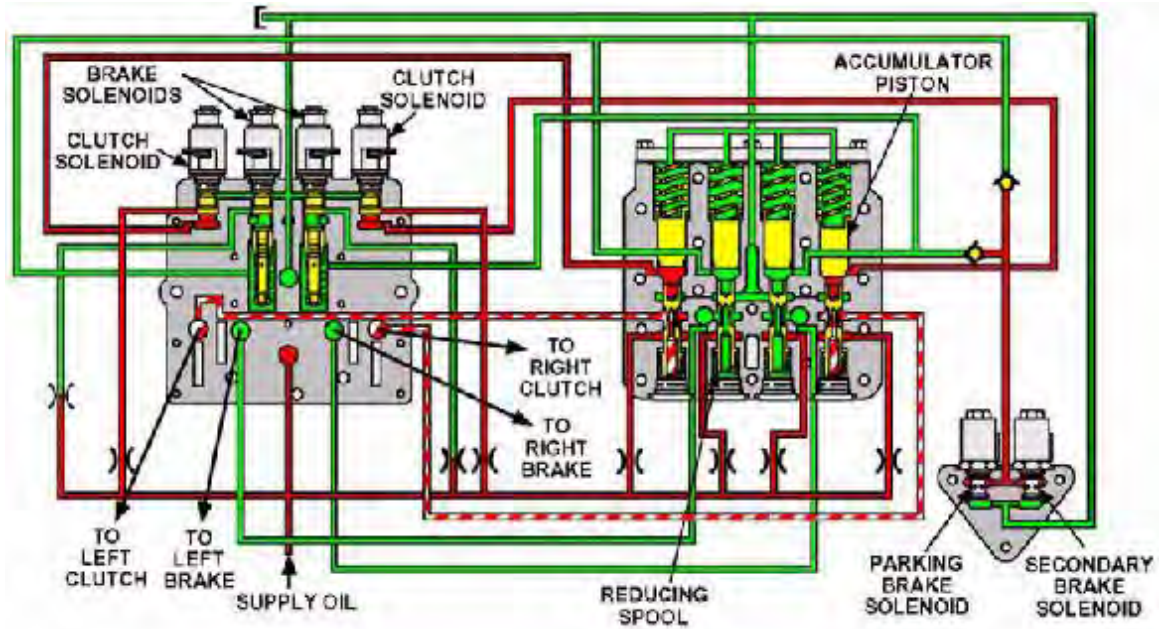 BRAKE
SOLENOIDS
CLUTCH
SOLENOID
CLUTCH
SOLENOID
ACCUMULATOR
PISTON
TO
RIGHT
CLUTCH
TO
RIGHT
BRAKE
TO
LEFT
CLUTCH
TO
LEFT
BRAKE
SUPPLY OIL
REDUCING
SPOOL
PARKING
BRAKE
SOLENOID
SECONDARY
BRAKE
SOLENOID